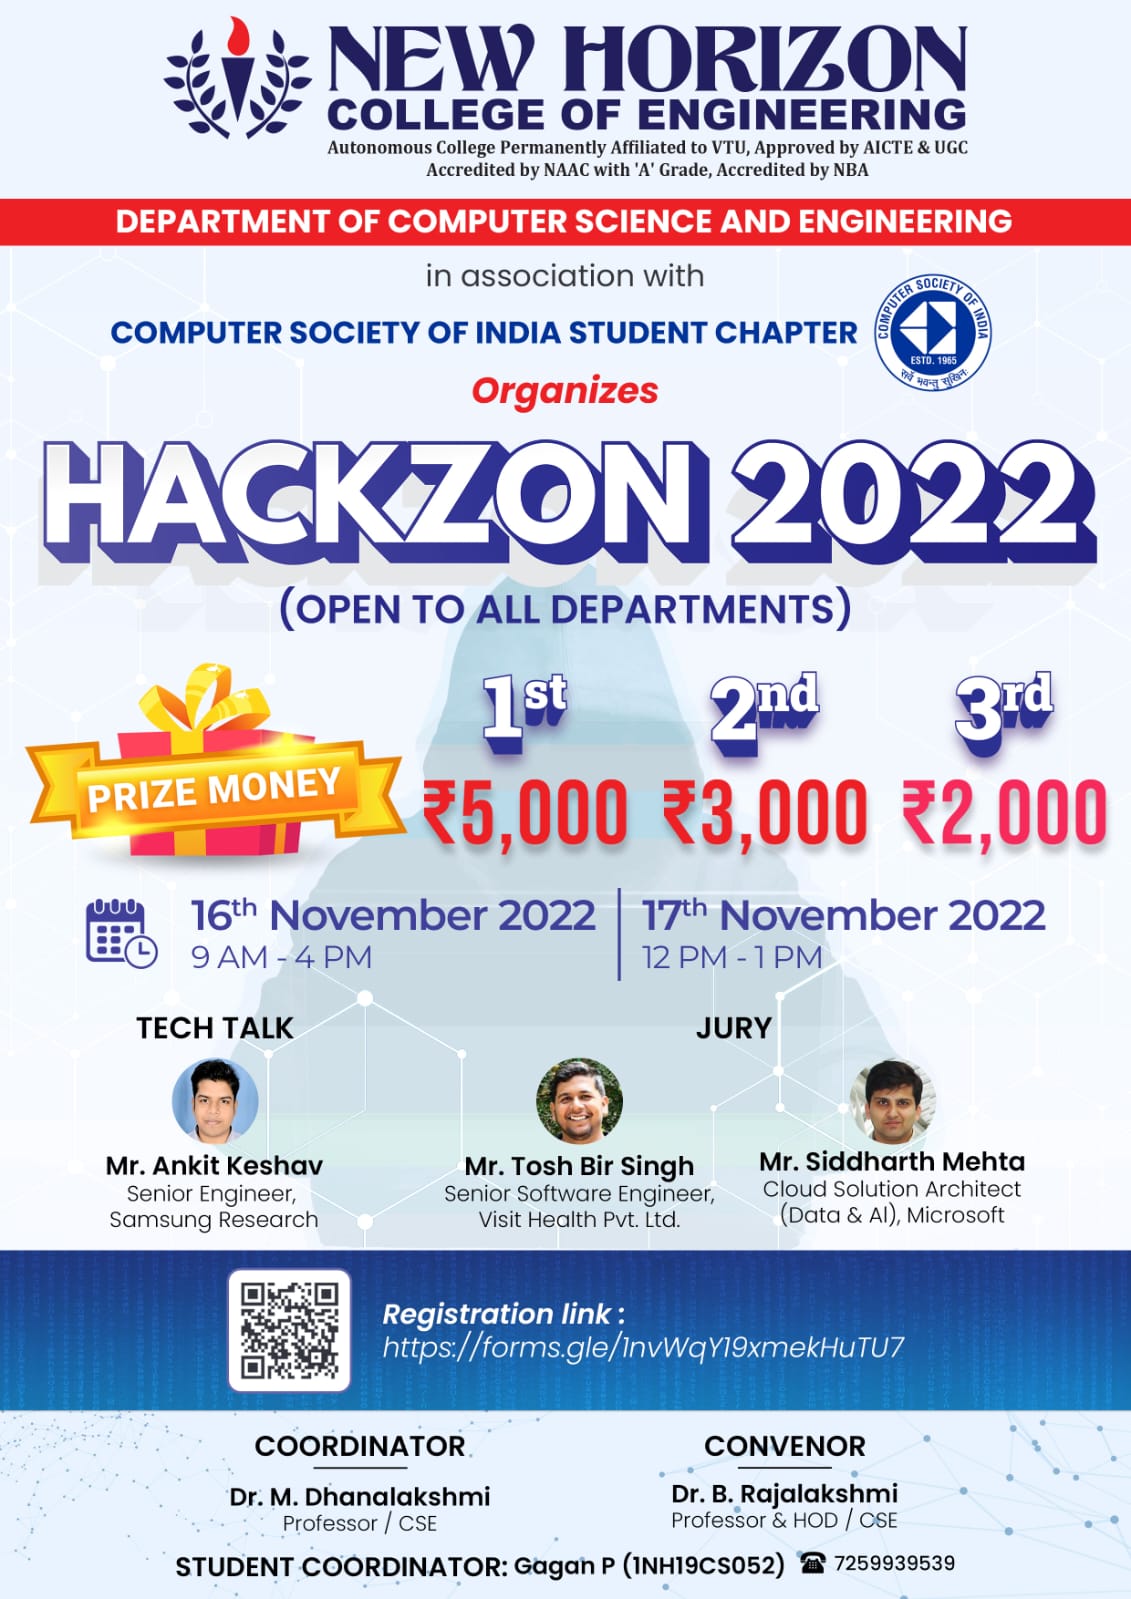 NEW HORIZON
COLLEGE OF ENGINEERING
Autonomous College Permanently Affiliated to VTU, Approved by AICTE & UGC
Accredited by NAAC with 'A' Grade, Accredited by NBA
DEPARTMENT OF COMPUTER SCIENCE AND ENGINEERING
in association with
COMPUTER SOCIETY OF INDIA STUDENT CHAPTER
COMPUTER SOCIETY OF INDIA
ESTD. 1965
सर्वे भवन्तु सुखिनः
Organizes
HACKZON 2022
(OPEN TO ALL DEPARTMENTS)
PRIZE MONEY
1st 2nd 3rd
₹5,000 ₹3,000 ₹2,000
16th November 2022 17th November 2022
9 AM - 4 PM 12 PM - 1 PM
TECH TALK JURY
Mr. Ankit Keshav
Senior Engineer,
Samsung Research
Mr. Tosh Bir Singh
Senior Software Engineer,
Visit Health Pvt. Ltd.
Mr. Siddharth Mehta
Cloud Solution Architect
(Data & AI), Microsoft
Registration link :
https://forms.gle/1nvWqY19xmekHuTU7
COORDINATOR
Dr. M. Dhanalakshmi
Professor / CSE
CONVENOR
Dr. B. Rajalakshmi
Professor & HOD / CSE
STUDENT COORDINATOR: Gagan P (1NH19CS052) ☎ 7259939539